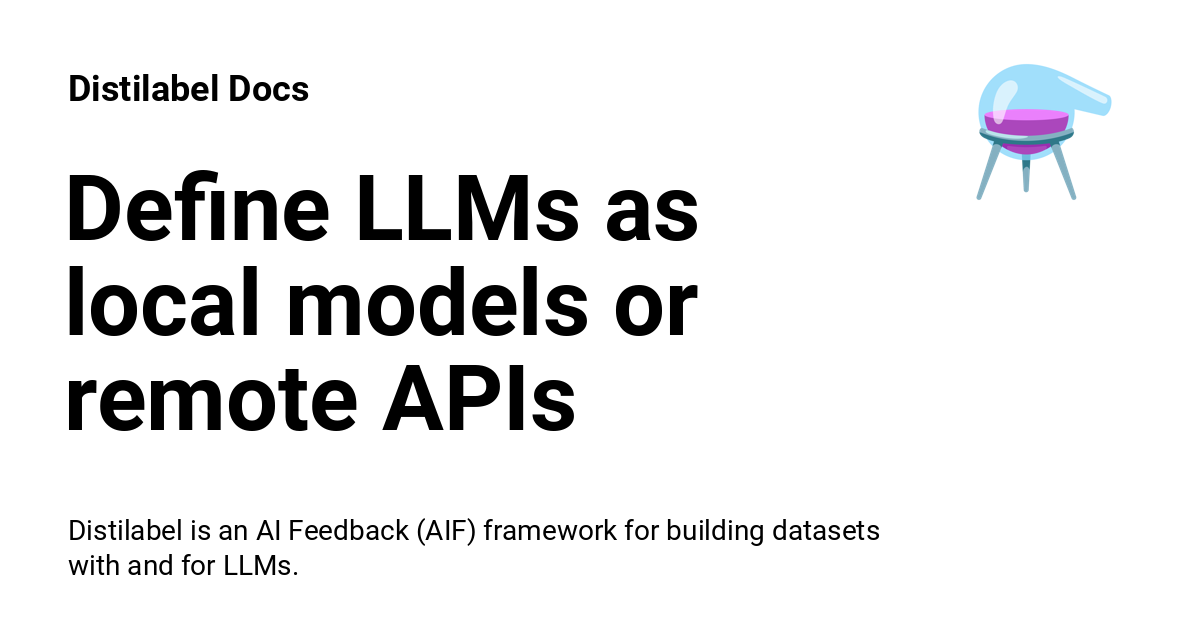 Distilabel Docs
Define LLMs as
local models or
remote APIs
Distilabel is an AI Feedback (AIF) framework for building datasets
with and for LLMs.